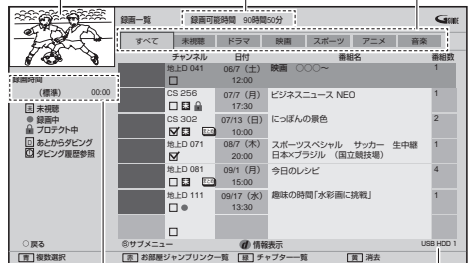 録画一覧 録画可能時間 90時間50分 GUIDE
すべて 未視聴 ドラマ 映画 スポーツ アニメ 音楽
チャンネル 日付 番組名 番組数
地上D 041 06/7 (土) 12:00 映画 ○○〜 1
CS 256 07/7 (月) 17:30 ビジネスニュース NEO 1
CS 302 07/13 (日) 10:00 にっぽんの景色 2
地上D 071 08/7 (木) 20:00 スポーツスペシャル サッカー 生中継 1
日本×ブラジル (国立競技場)
地上D 081 09/1 (月) 15:00 今日のレシピ 4
地上D 111 09/17 (水) 13:30 趣味の時間「水彩画に挑戦」 1
録画時間
(標準) 00:00
未視聴
録画中
プロテクト中
あとからダビング
ダビング履歴参照
戻る
サブメニュー
d 情報表示
USB HDD 1
青 複数選択
赤 お部屋ジャンプリンク一覧
緑 チャプター一覧
黄 消去